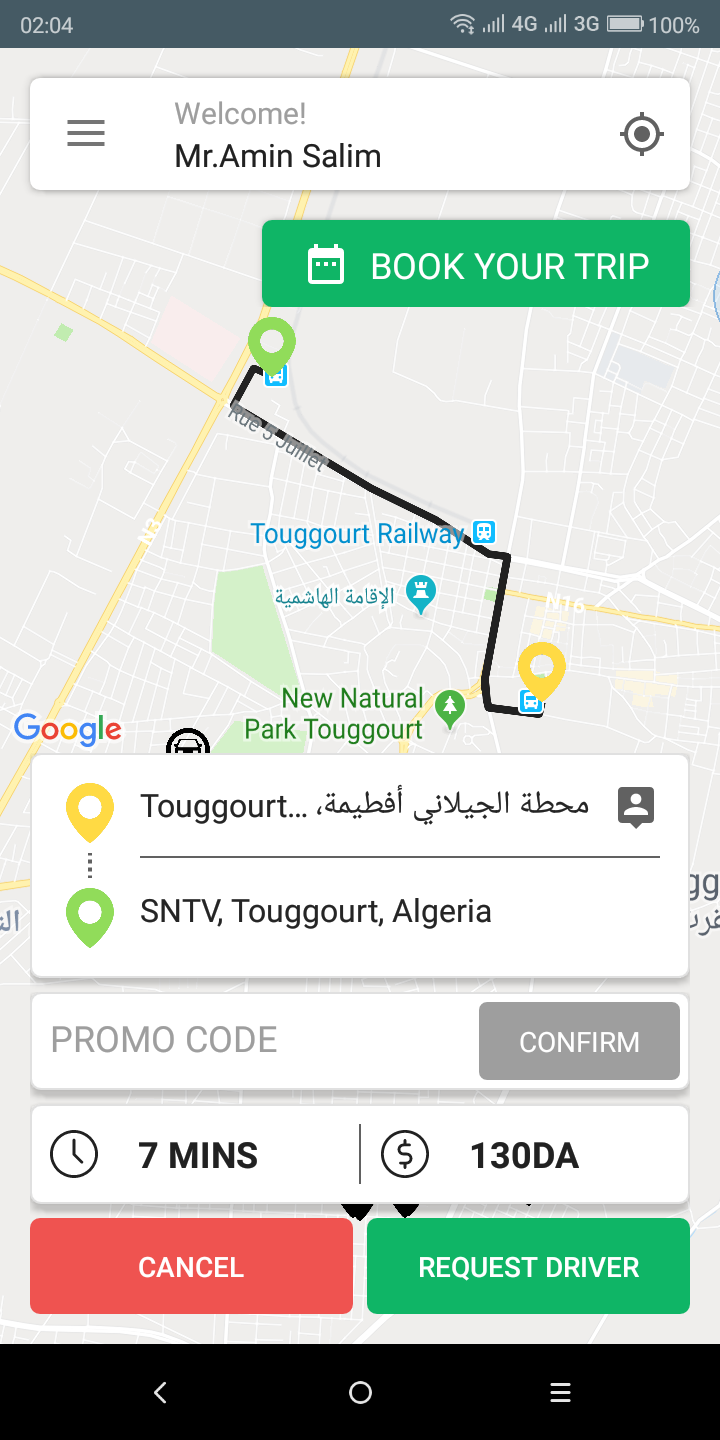 02:04 4G 3G 100%
Welcome!
Mr.Amin Salim
BOOK YOUR TRIP
Rue 5 Juillet
N3
Touggourt Railway
الإقامة الهاشمية
N16
New Natural
Park Touggourt
Google
محطة الجيلاني أفطيمة، Touggourt...
SNTV, Touggourt, Algeria
PROMO CODE
CONFIRM
7 MINS
130DA
CANCEL
REQUEST DRIVER